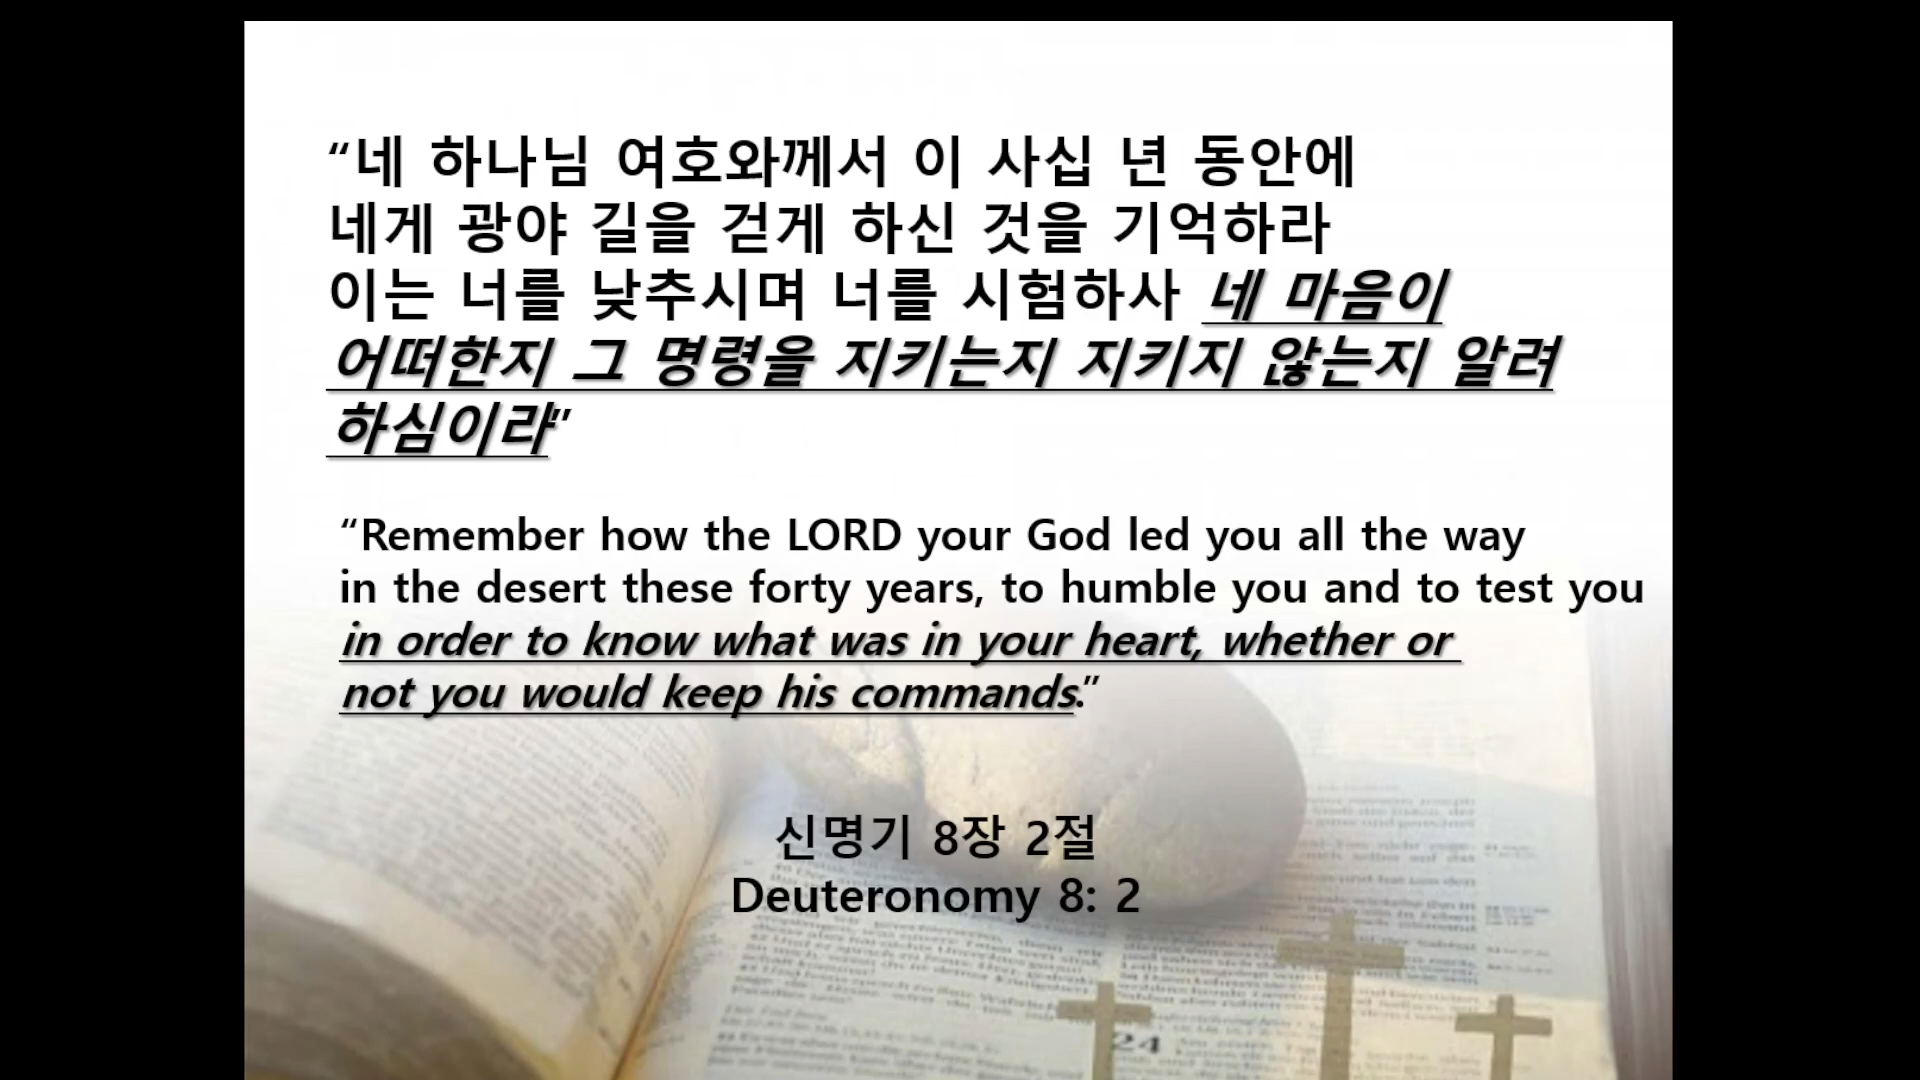 “네 하나님 여호와께서 이 사십 년 동안에
네게 광야 길을 걷게 하신 것을 기억하라
이는 너를 낮추시며 너를 시험하사 네 마음이
어떠한지 그 명령을 지키는지 지키지 않는지 알려
하심이라”
“Remember how the LORD your God led you all the way
in the desert these forty years, to humble you and to test you
in order to know what was in your heart, whether or
not you would keep his commands.”
신명기 8장 2절
Deuteronomy 8: 2
24